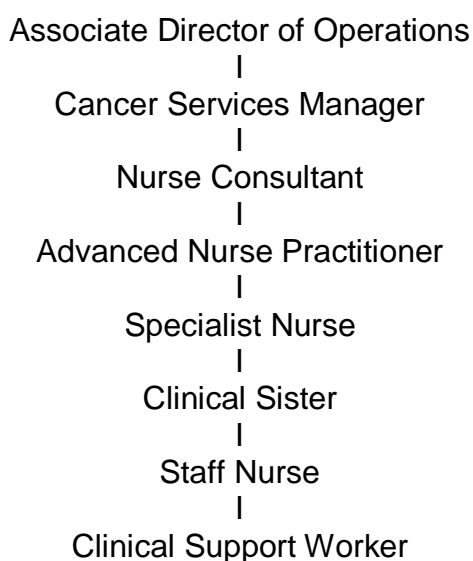 Associate Director of Operations
I
Cancer Services Manager
I
Nurse Consultant
I
Advanced Nurse Practitioner
I
Specialist Nurse
I
Clinical Sister
I
Staff Nurse
I
Clinical Support Worker